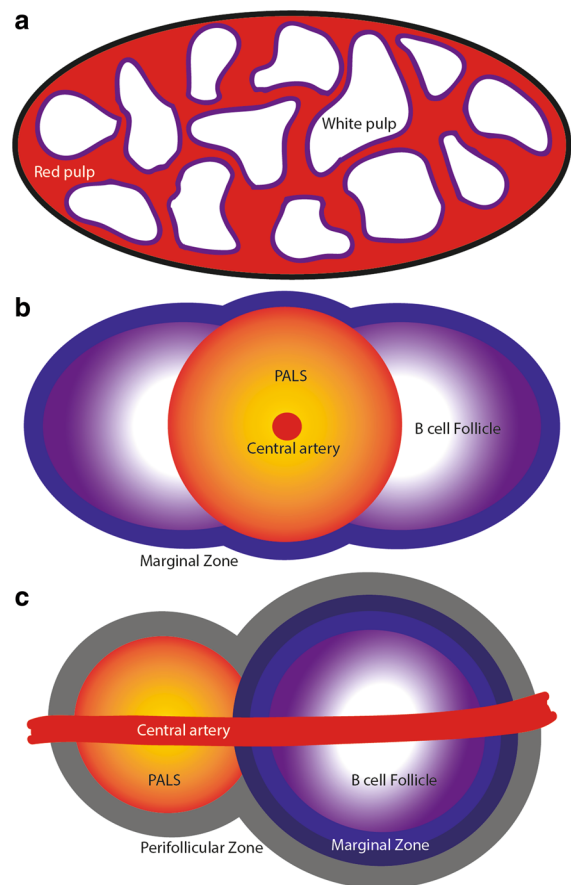 a
White pulp
Red pulp
b
PALS
B cell Follicle
Central artery
Marginal Zone
c
Central artery
PALS
B cell Follicle
Perifollicular Zone
Marginal Zone